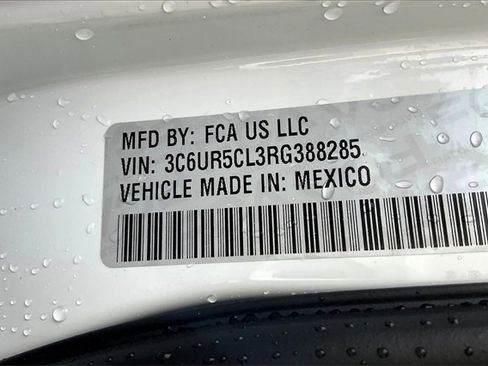 MFD BY: FCA US LLC
VIN: 3C6UR5CL3RG388285
VEHICLE MADE IN: MEXICO